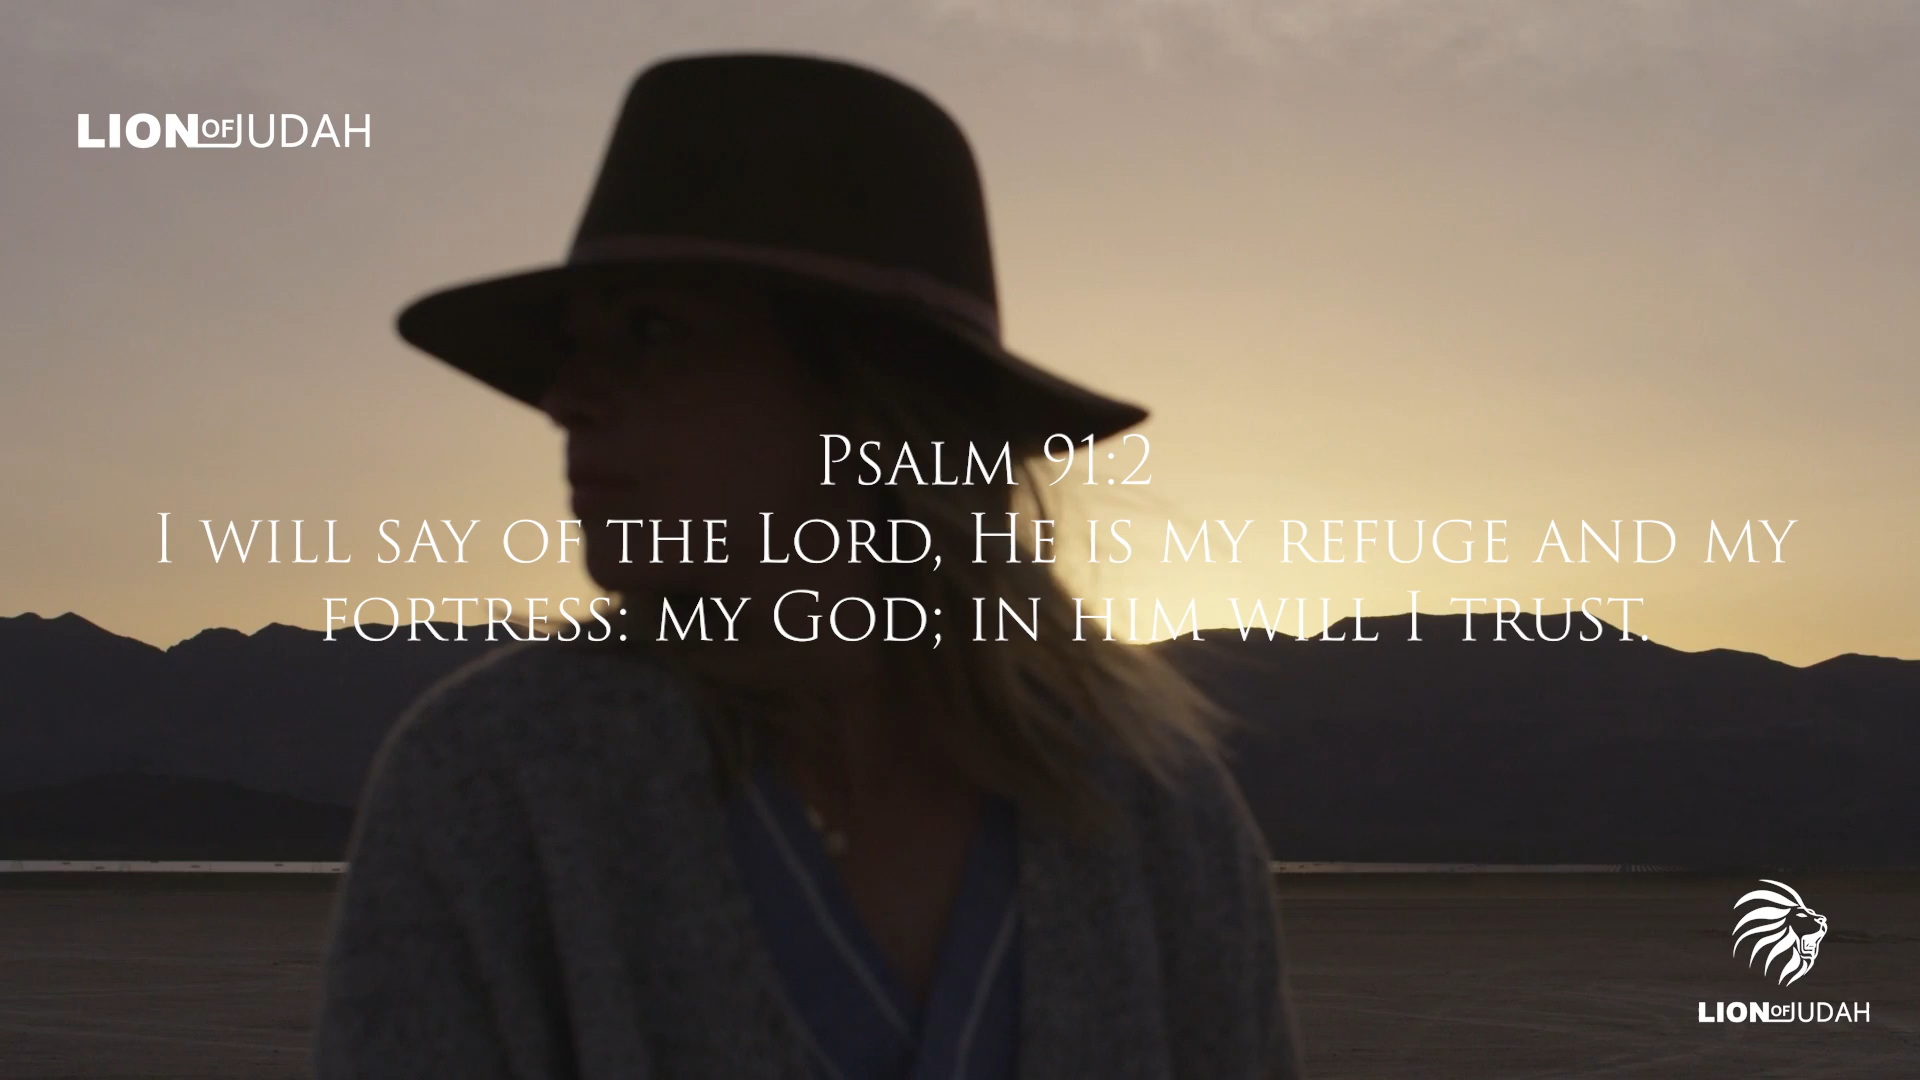 LION OF JUDAH
Psalm 91:2
I will say of the Lord, He is my refuge and my
fortress: my God; in him will I trust.
LION OF JUDAH